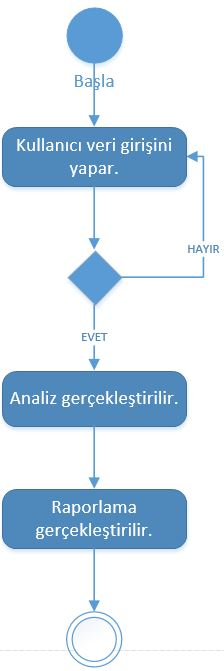 Başla
Kullanıcı veri girişini
yapar.
HAYIR
EVET
Analiz gerçekleştirilir.
Raporlama
gerçekleştirilir.